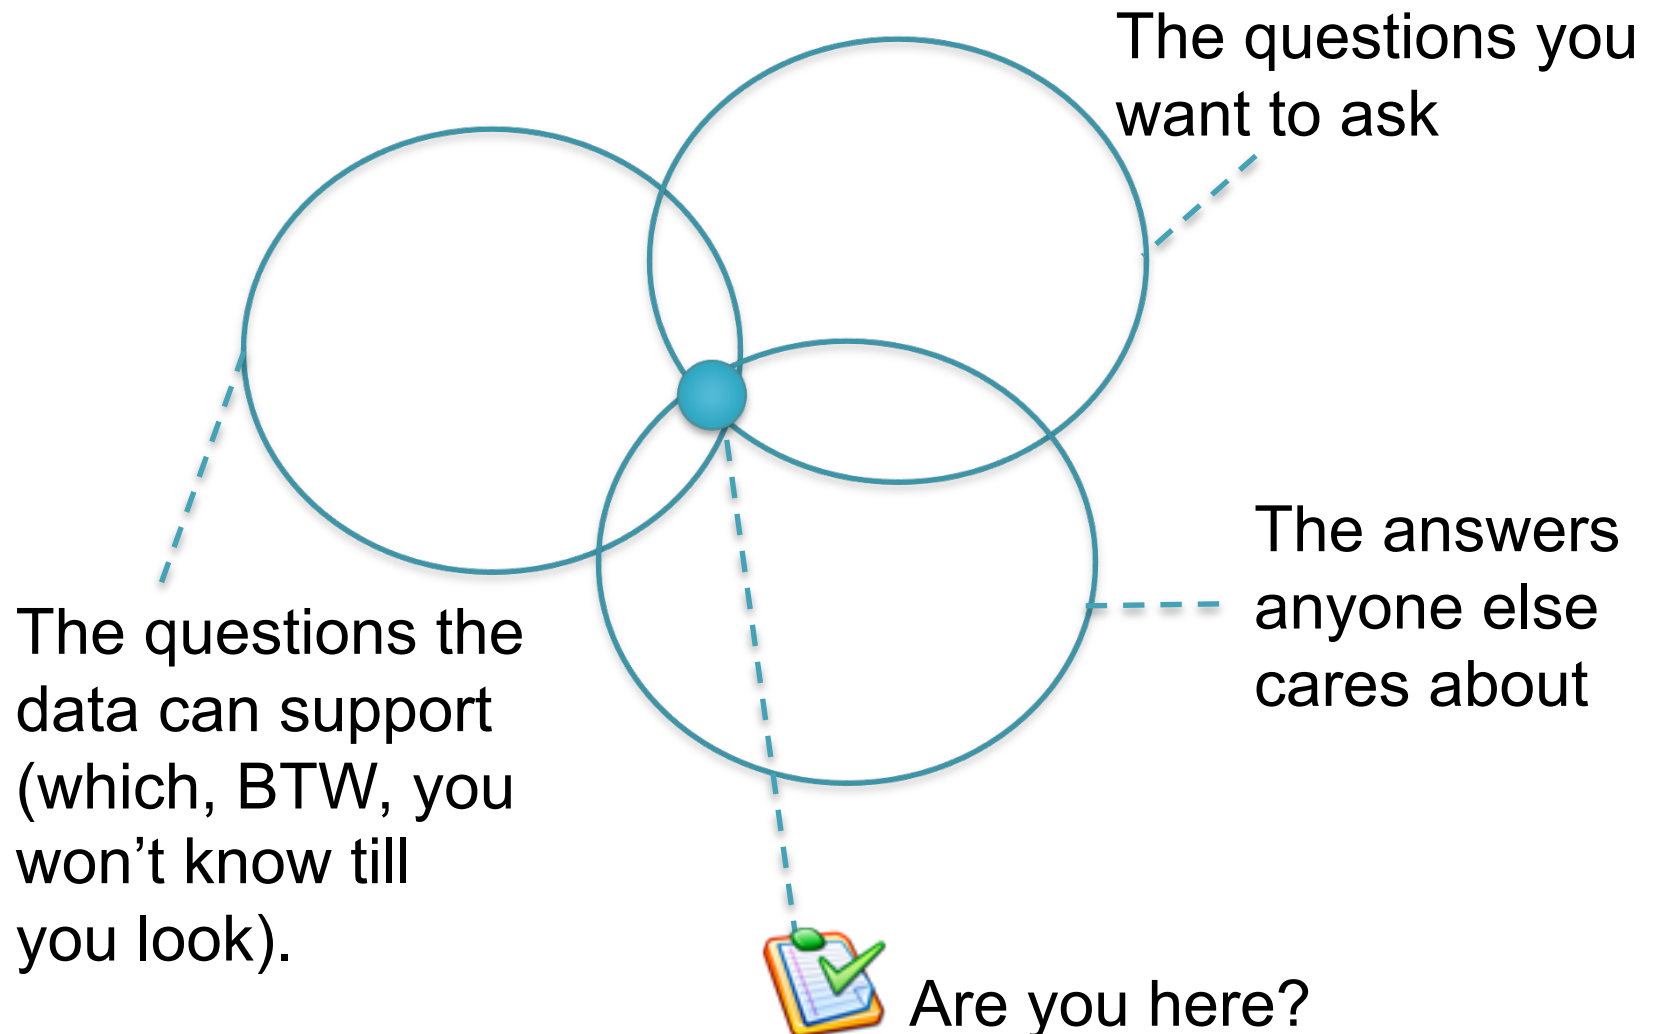 The questions you
want to ask
The answers
anyone else
cares about
The questions the
data can support
(which, BTW, you
won’t know till
you look).
Are you here?